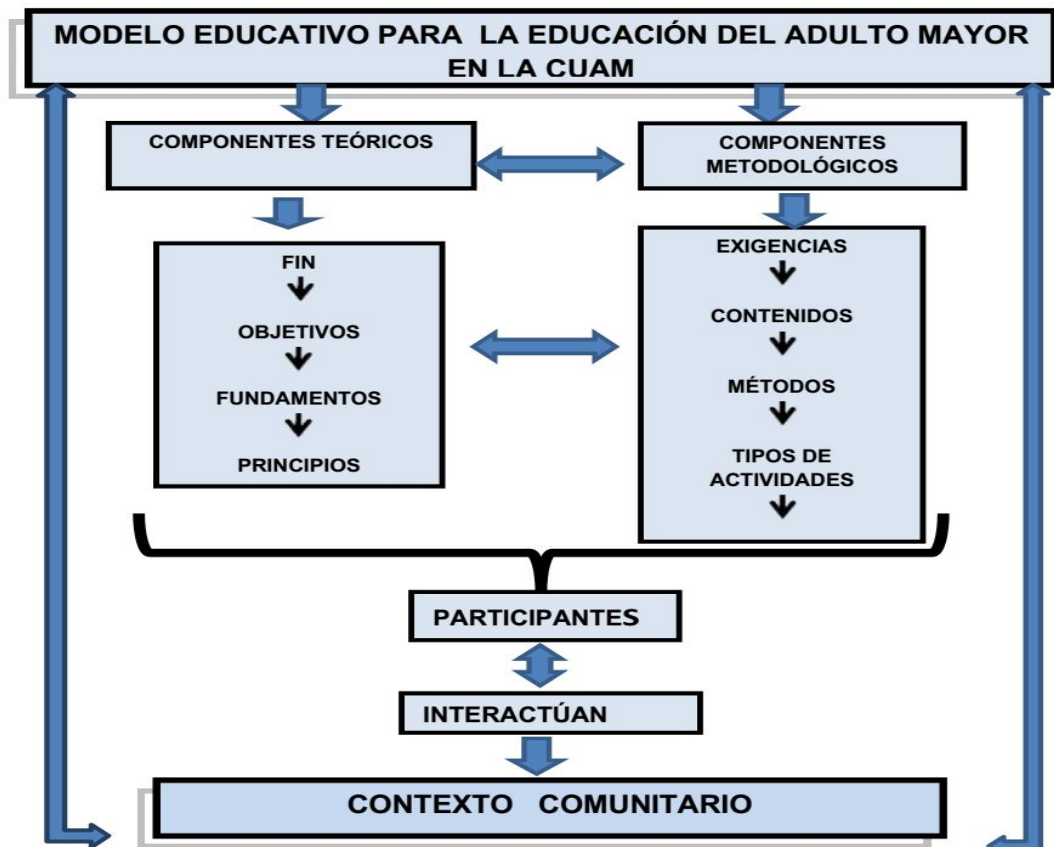 MODELO EDUCATIVO PARA LA EDUCACIÓN DEL ADULTO MAYOR
EN LA CUAM
COMPONENTES TEÓRICOS
COMPONENTES
METODOLÓGICOS
FIN
OBJETIVOS
FUNDAMENTOS
PRINCIPIOS
EXIGENCIAS
CONTENIDOS
MÉTODOS
TIPOS DE
ACTIVIDADES
PARTICIPANTES
INTERACTÚAN
CONTEXTO COMUNITARIO